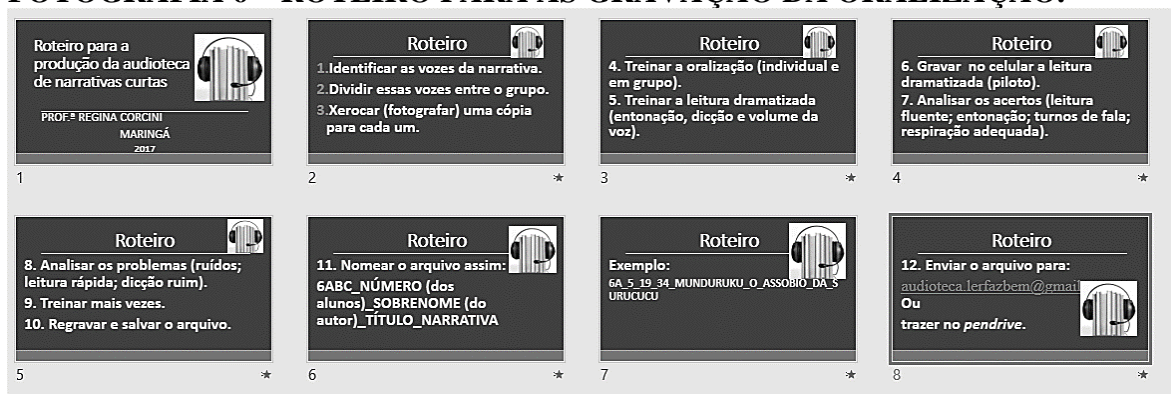 FOTOGRAFIA 6 – ROTEIRO PARA AS GRAVAÇÃO DA ORALIZAÇÃO.
Roteiro para a
produção da audioteca
de narrativas curtas
PROF.ª REGINA CORCINI
MARINGÁ
2017
1
Roteiro
1.Identificar as vozes da narrativa.
2.Dividir essas vozes entre o grupo.
3.Xerocar (fotografar) uma cópia
para cada um.
2
Roteiro
4. Treinar a oralização (individual e
em grupo).
5. Treinar a leitura dramatizada
(entonação, dicção e volume da
voz).
3
Roteiro
6. Gravar no celular a leitura
dramatizada (piloto).
7. Analisar os acertos (leitura
fluente; entonação; turnos de fala;
respiração adequada).
4
Roteiro
8. Analisar os problemas (ruídos;
leitura rápida; dicção ruim).
9. Treinar mais vezes.
10. Regravar e salvar o arquivo.
5
Roteiro
11. Nomear o arquivo assim:
6ABC_NÚMERO (dos
alunos)_SOBRENOME (do
autor)_TÍTULO_NARRATIVA
6
Roteiro
Exemplo:
6A_5_19_34_MUNDURUKU_O_ASSOBIO_DA_S
URUCUCU
7
Roteiro
12. Enviar o arquivo para:
audioteca.lerfazbem@gmail
Ou
trazer no pendrive.
8